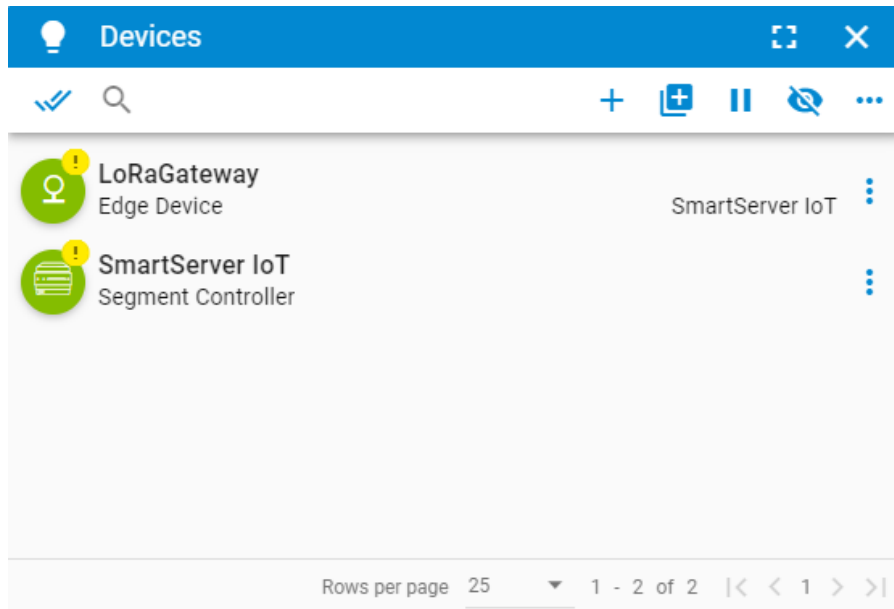 Devices
LoRaGateway
Edge Device
SmartServer IoT
SmartServer IoT
Segment Controller
Rows per page 25 1 - 2 of 2 1